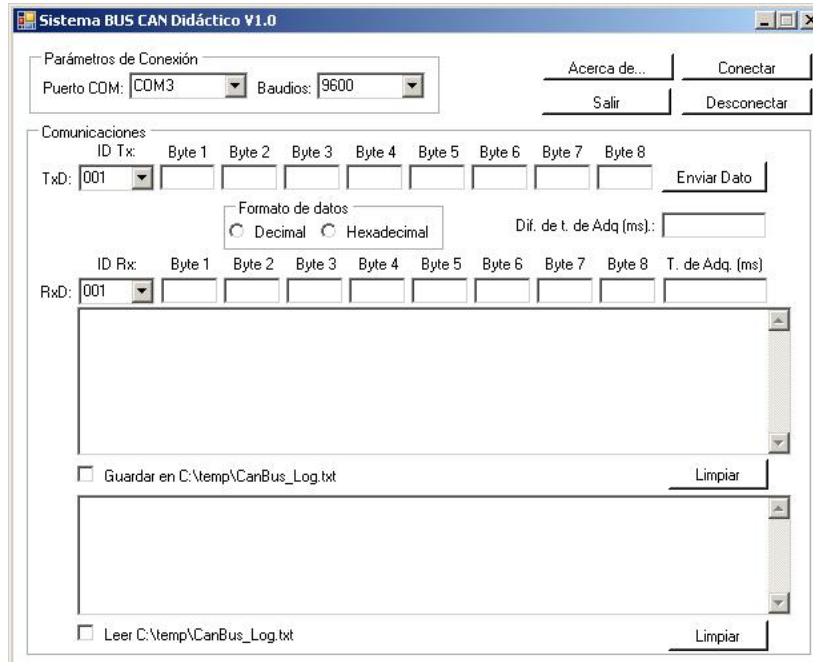 Sistema BUS CAN Didáctico V1.0
Parámetros de Conexión
Puerto COM: COM3 Baudios: 9600
Acerca de... Conectar
Salir Desconectar
Comunicaciones
ID Tx: Byte 1 Byte 2 Byte 3 Byte 4 Byte 5 Byte 6 Byte 7 Byte 8
TxD: 001 Enviar Dato
Formato de datos
Decimal Hexadecimal
Dif. de t. de Adq (ms).:
ID Rx: Byte 1 Byte 2 Byte 3 Byte 4 Byte 5 Byte 6 Byte 7 Byte 8 T. de Adq. (ms)
RxD: 001
Guardar en C:\temp\CanBus_Log.txt Limpiar
Leer C:\temp\CanBus_Log.txt Limpiar